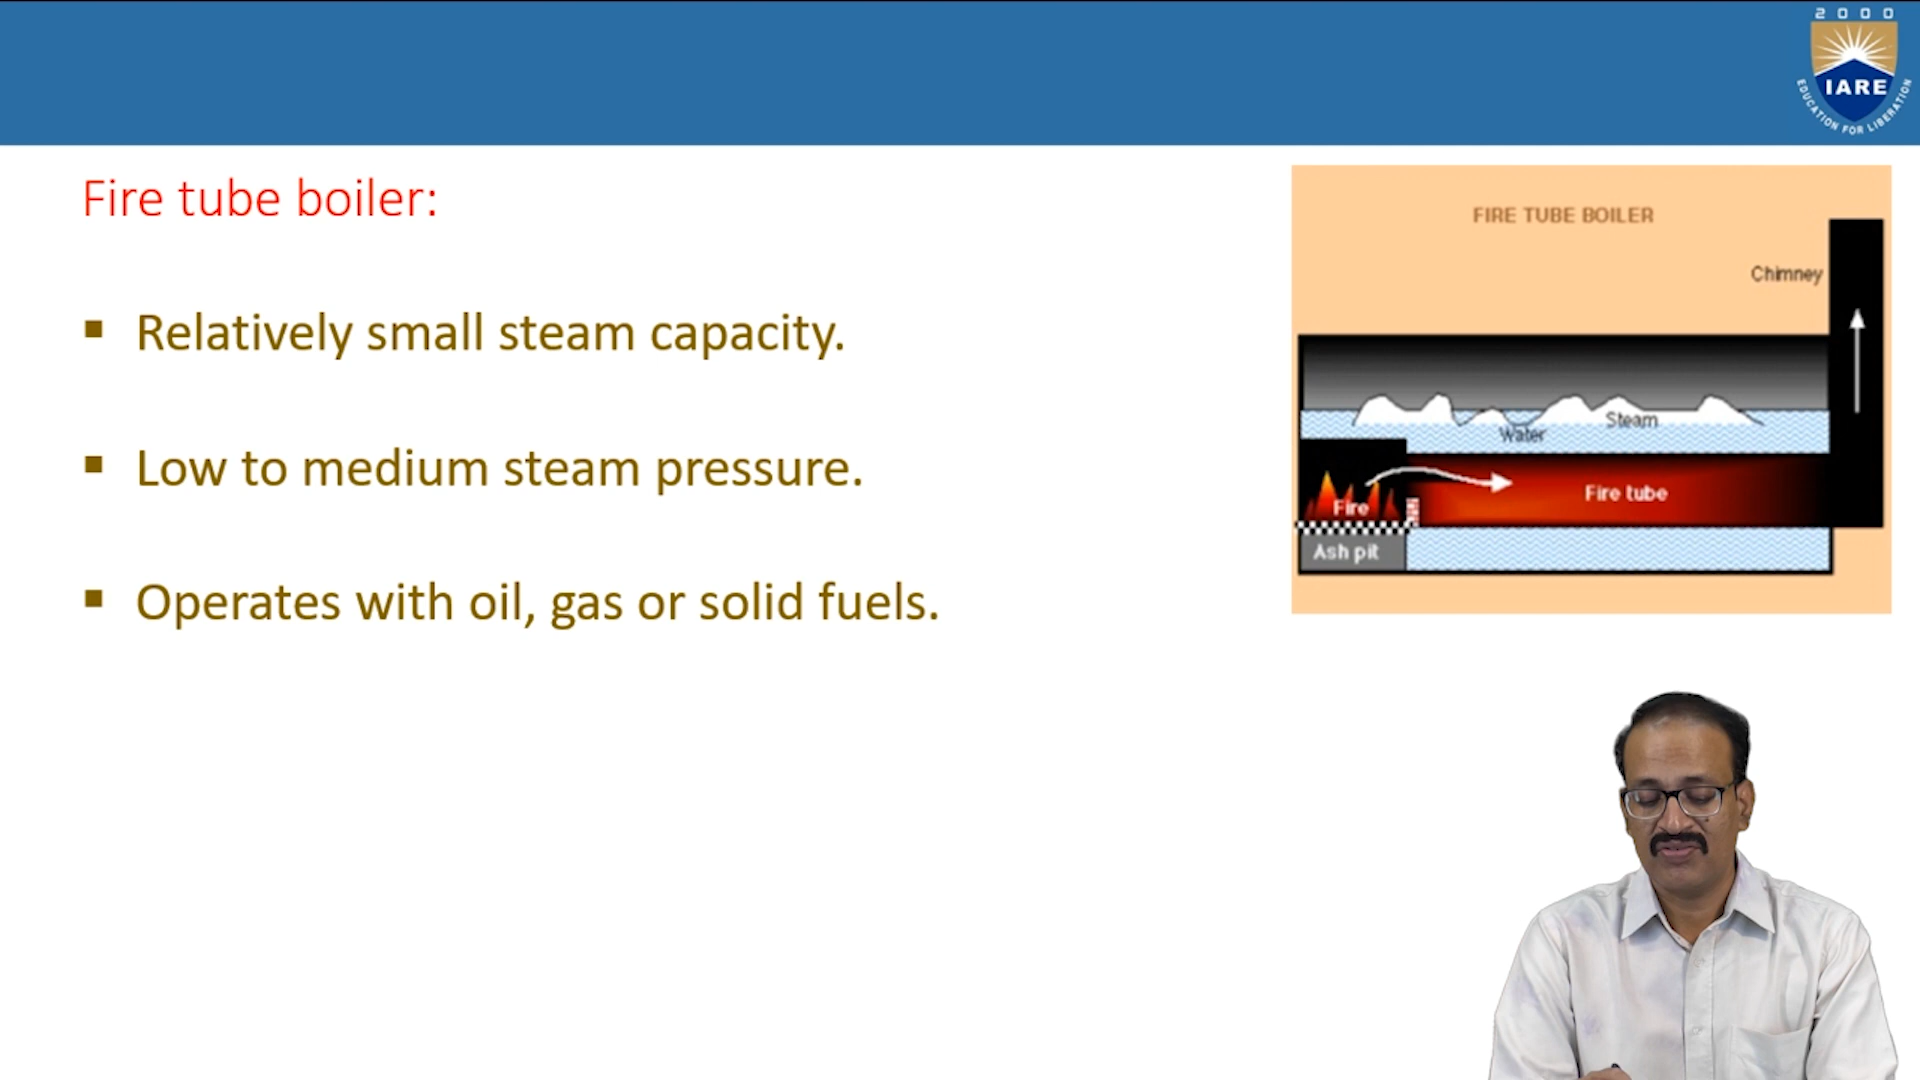 2000
IARE
EDUCATION FOR LIBERATION
Fire tube boiler:
▪ Relatively small steam capacity.
▪ Low to medium steam pressure.
▪ Operates with oil, gas or solid fuels.
FIRE TUBE BOILER
Chimney
Steam
Water
Fire tube
Fire
Ash pit